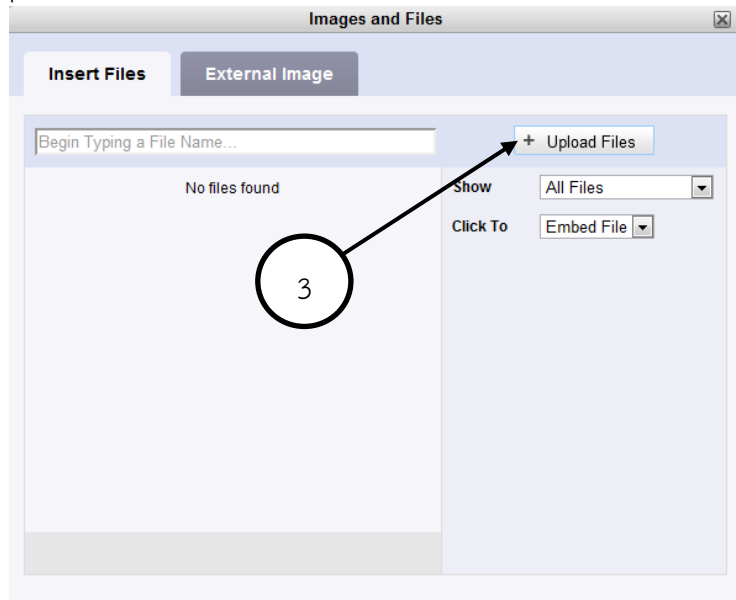 Images and Files
Insert Files External Image
Begin Typing a File Name...
+ Upload Files
No files found
Show All Files
Click To Embed File
3